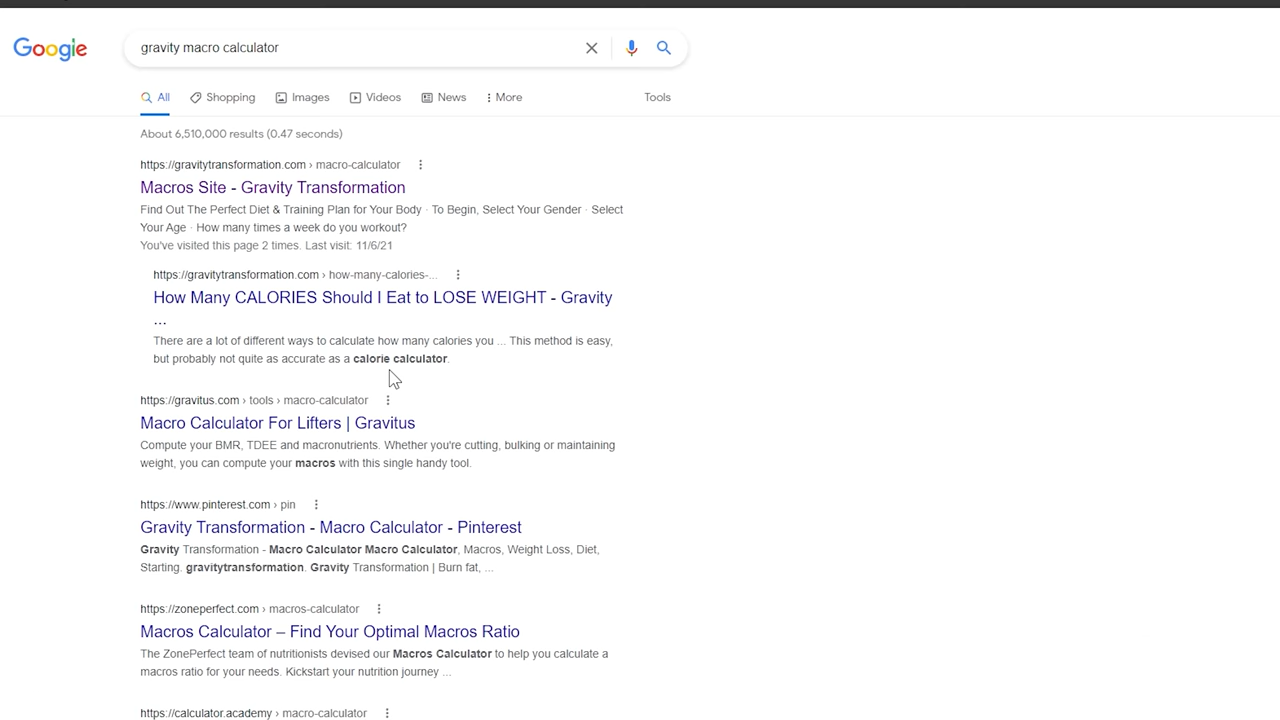 Google
gravity macro calculator
All Shopping Images Videos News More Tools
About 6,510,000 results (0.47 seconds)
https://gravitytransformation.com › macro-calculator
Macros Site - Gravity Transformation
Find Out The Perfect Diet & Training Plan for Your Body · To Begin, Select Your Gender · Select
Your Age · How many times a week do you workout?
You've visited this page 2 times. Last visit: 11/6/21
https://gravitytransformation.com › how-many-calories-...
How Many CALORIES Should I Eat to LOSE WEIGHT - Gravity
...
There are a lot of different ways to calculate how many calories you ... This method is easy,
but probably not quite as accurate as a calorie calculator.
https://gravitus.com › tools › macro-calculator
Macro Calculator For Lifters | Gravitus
Compute your BMR, TDEE and macronutrients. Whether you're cutting, bulking or maintaining
weight, you can compute your macros with this single handy tool.
https://www.pinterest.com › pin
Gravity Transformation - Macro Calculator - Pinterest
Gravity Transformation - Macro Calculator Macro Calculator, Macros, Weight Loss, Diet,
Starting. gravitytransformation. Gravity Transformation | Burn fat, ...
https://zoneperfect.com › macros-calculator
Macros Calculator – Find Your Optimal Macros Ratio
The ZonePerfect team of nutritionists devised our Macros Calculator to help you calculate a
macros ratio for your needs. Kickstart your nutrition journey ...
https://calculator.academy › macro-calculator